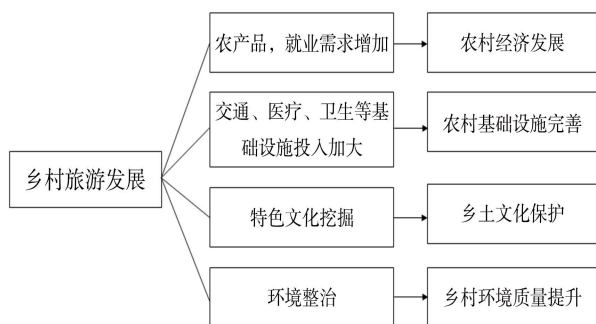 乡村旅游发展
农产品，就业需求增加
农村经济发展
交通、医疗、卫生等基
础设施投入加大
农村基础设施完善
特色文化挖掘
乡土文化保护
环境整治
乡村环境质量提升